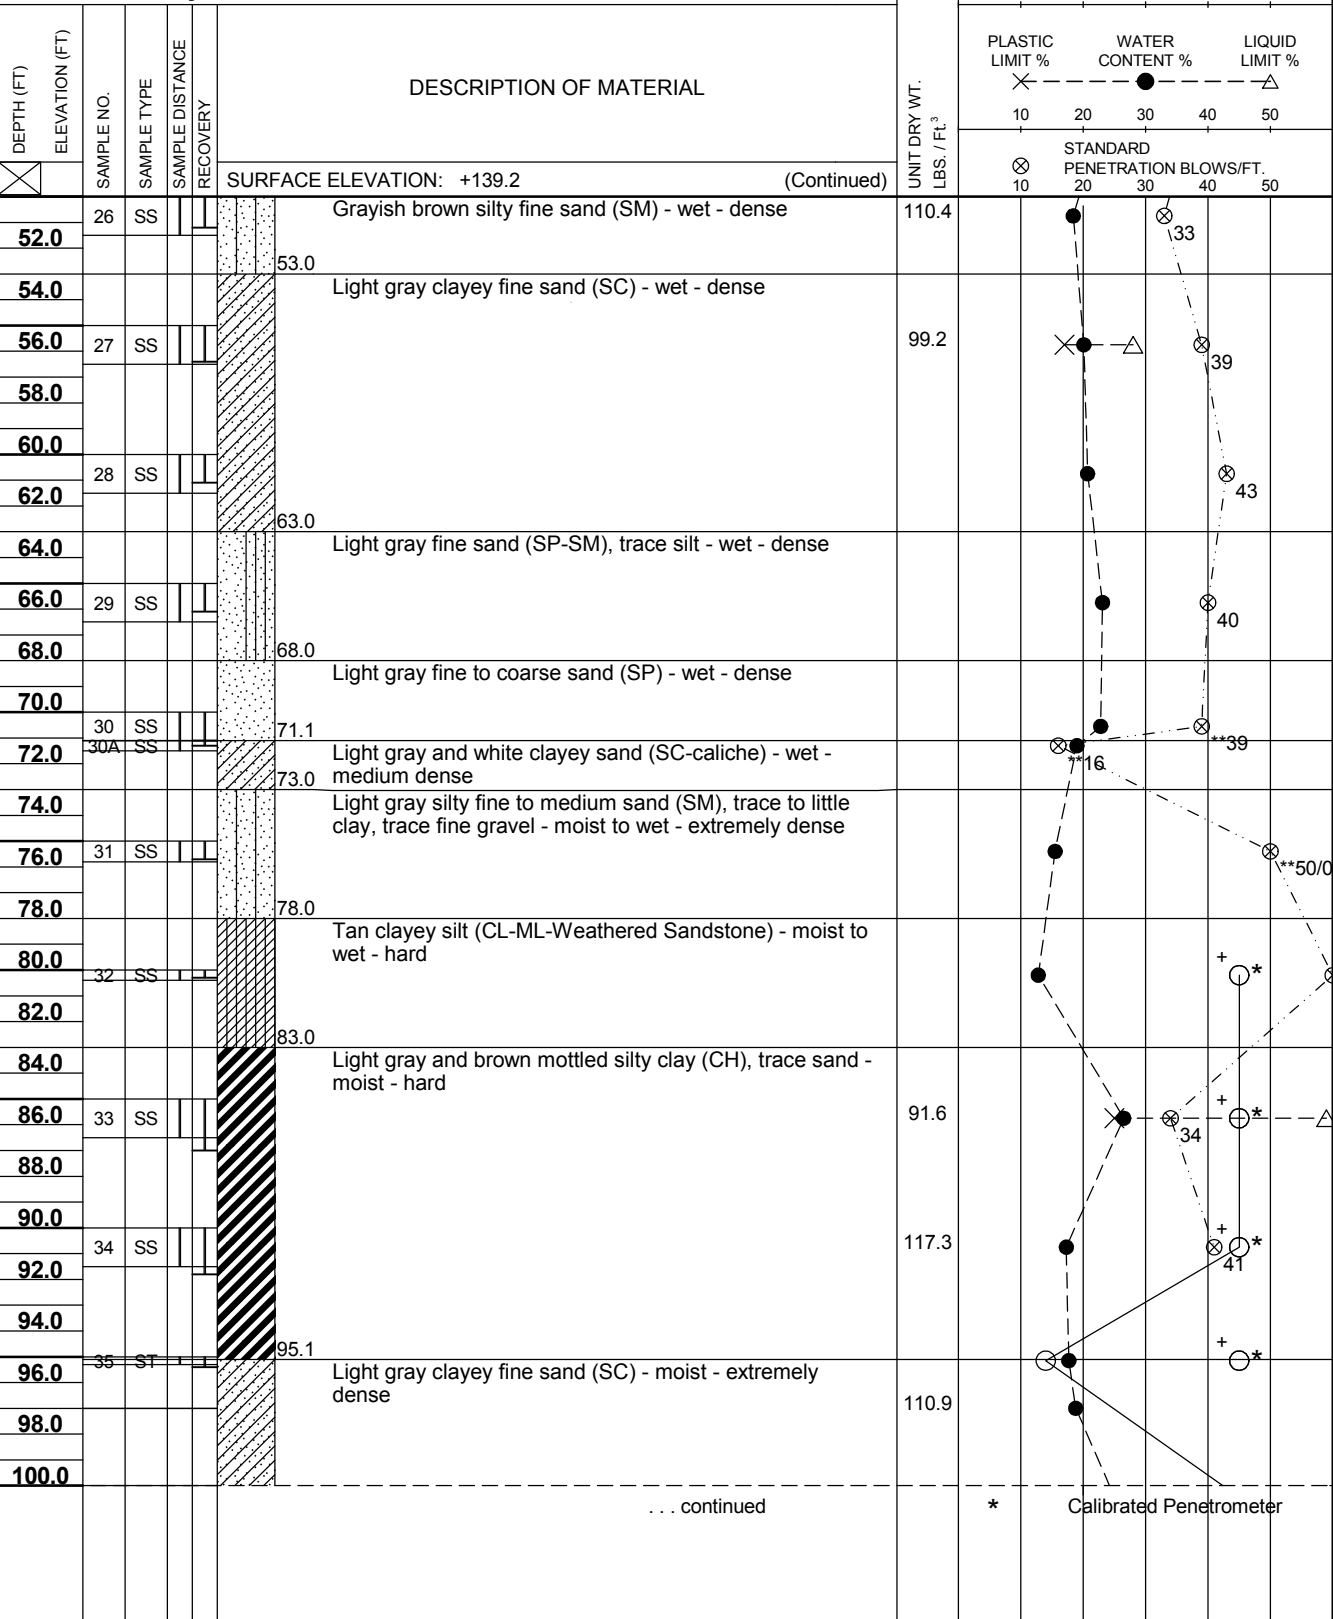 DEPTH (FT)
ELEVATION (FT)
SAMPLE NO.
SAMPLE TYPE
SAMPLE DISTANCE
RECOVERY
DESCRIPTION OF MATERIAL
SURFACE ELEVATION: +139.2 (Continued)
UNIT DRY WT.
LBS. / Ft.³
PLASTIC LIMIT %
WATER CONTENT %
LIQUID LIMIT %
10 20 30 40 50
STANDARD
PENETRATION BLOWS/FT.
10 20 30 40 50
26 SS Grayish brown silty fine sand (SM) - wet - dense 110.4
33
52.0
53.0
54.0 Light gray clayey fine sand (SC) - wet - dense
56.0 27 SS 99.2
39
58.0
60.0
28 SS
43
62.0
63.0
64.0 Light gray fine sand (SP-SM), trace silt - wet - dense
66.0 29 SS
40
68.0
68.0
Light gray fine to coarse sand (SP) - wet - dense
70.0
30 SS 71.1
**39
72.0 30A SS Light gray and white clayey sand (SC-caliche) - wet -
medium dense
**16
73.0
74.0 Light gray silty fine to medium sand (SM), trace to little
clay, trace fine gravel - moist to wet - extremely dense
76.0 31 SS
**50/0
78.0
78.0
Tan clayey silt (CL-ML-Weathered Sandstone) - moist to
wet - hard
80.0
32 SS + *
82.0
83.0
84.0 Light gray and brown mottled silty clay (CH), trace sand -
moist - hard
86.0 33 SS 91.6 + *
34
88.0
90.0
34 SS 117.3 + *
41
92.0
94.0
95.1
35 ST + *
96.0 Light gray clayey fine sand (SC) - moist - extremely
dense
110.9
98.0
100.0
. . . continued
* Calibrated Penetrometer